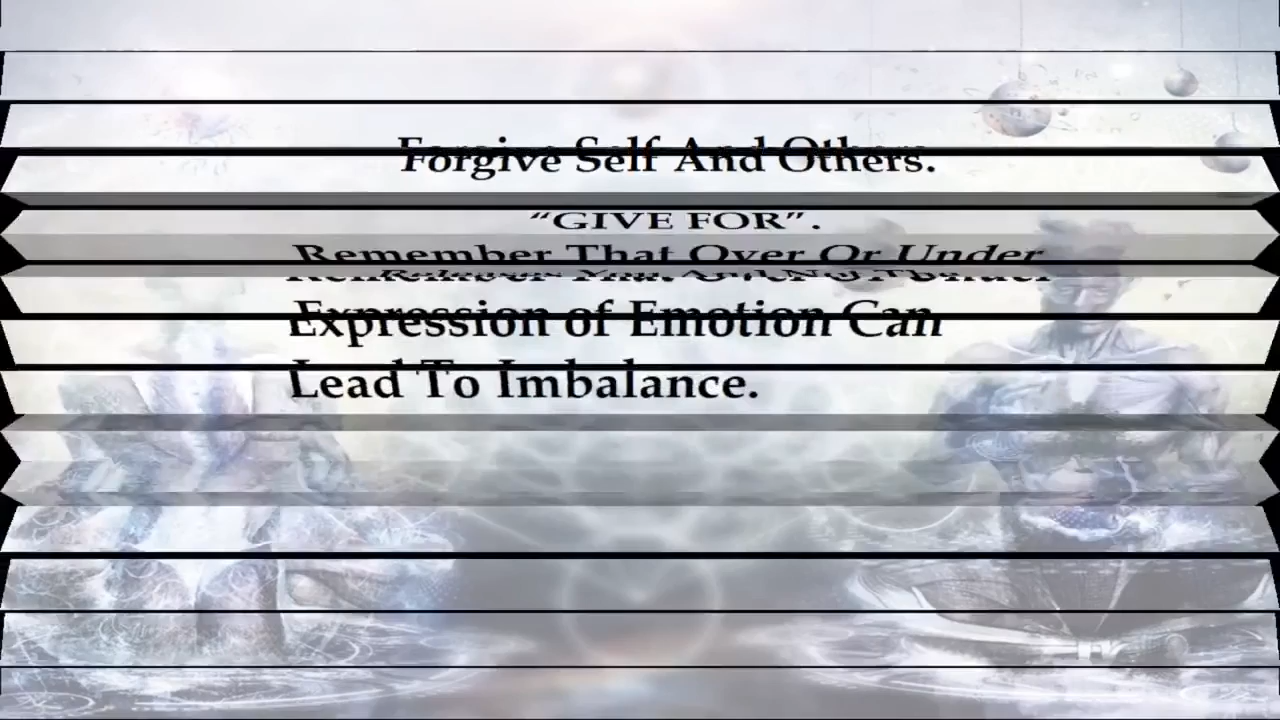 Forgive Self And Others.
"GIVE FOR".
Remember That Over Or Under
Expression of Emotion Can
Lead To Imbalance.